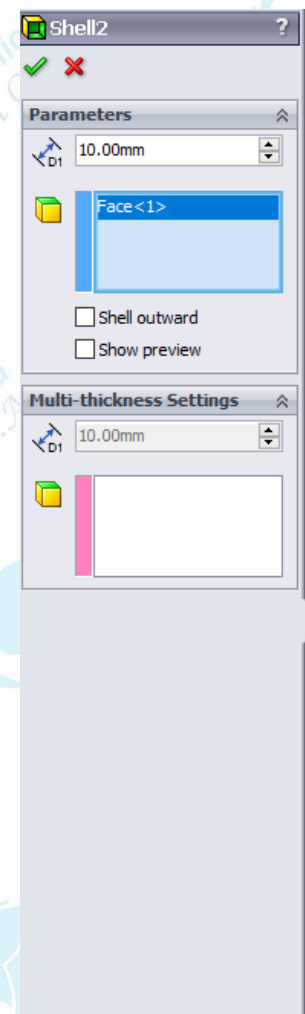 Shell2 ?
Parameters
D1 10.00mm
Face<1>
Shell outward
Show preview
Multi-thickness Settings
D1 10.00mm